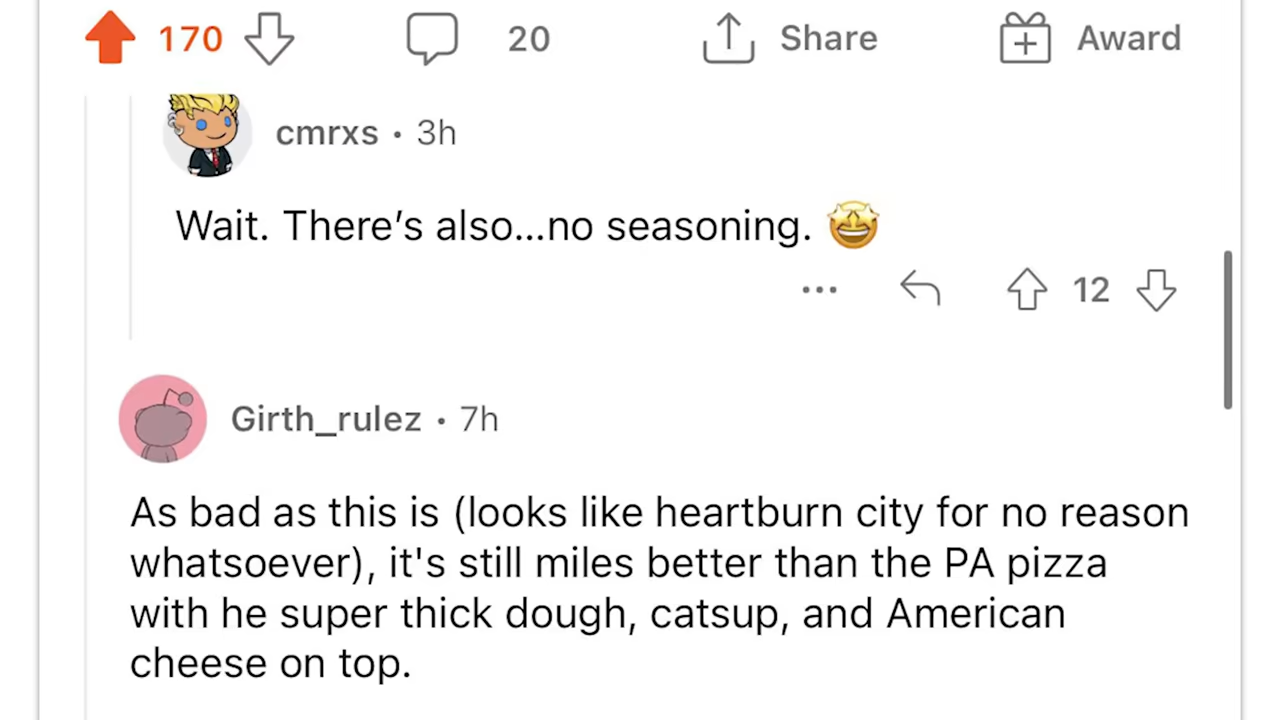 170 20 Share Award
cmrxs • 3h
Wait. There’s also...no seasoning. 🤩
... 12
Girth_rulez • 7h
As bad as this is (looks like heartburn city for no reason
whatsoever), it's still miles better than the PA pizza
with he super thick dough, catsup, and American
cheese on top.